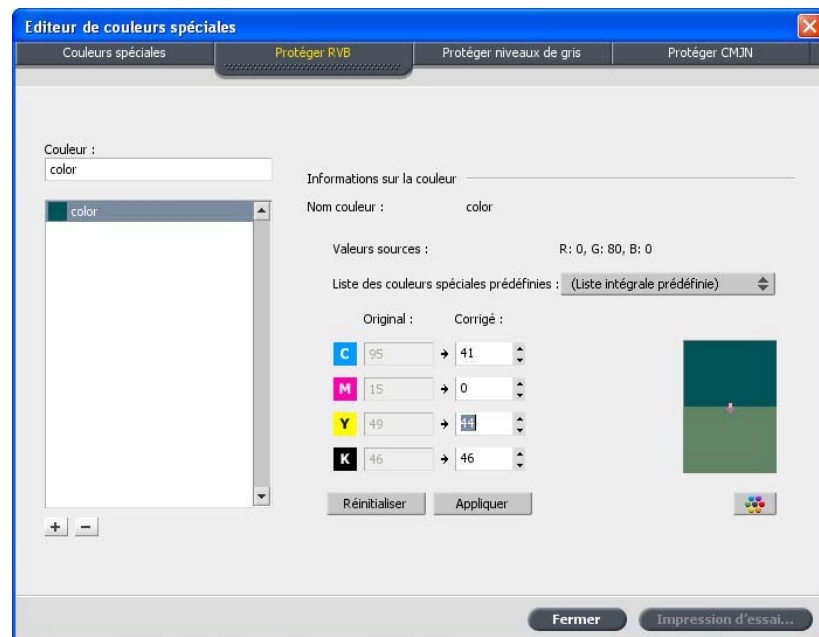 Editeur de couleurs spéciales
Couleurs spéciales Protéger RVB Protéger niveaux de gris Protéger CMJN
Couleur :
color
color
Informations sur la couleur
Nom couleur : color
Valeurs sources : R: 0, G: 80, B: 0
Liste des couleurs spéciales prédéfinies : (Liste intégrale prédéfinie)
Original : Corrigé :
C 95 41
M 15 0
Y 49 44
K 46 46
Réinitialiser Appliquer
+ −
Fermer Impression d'essai...